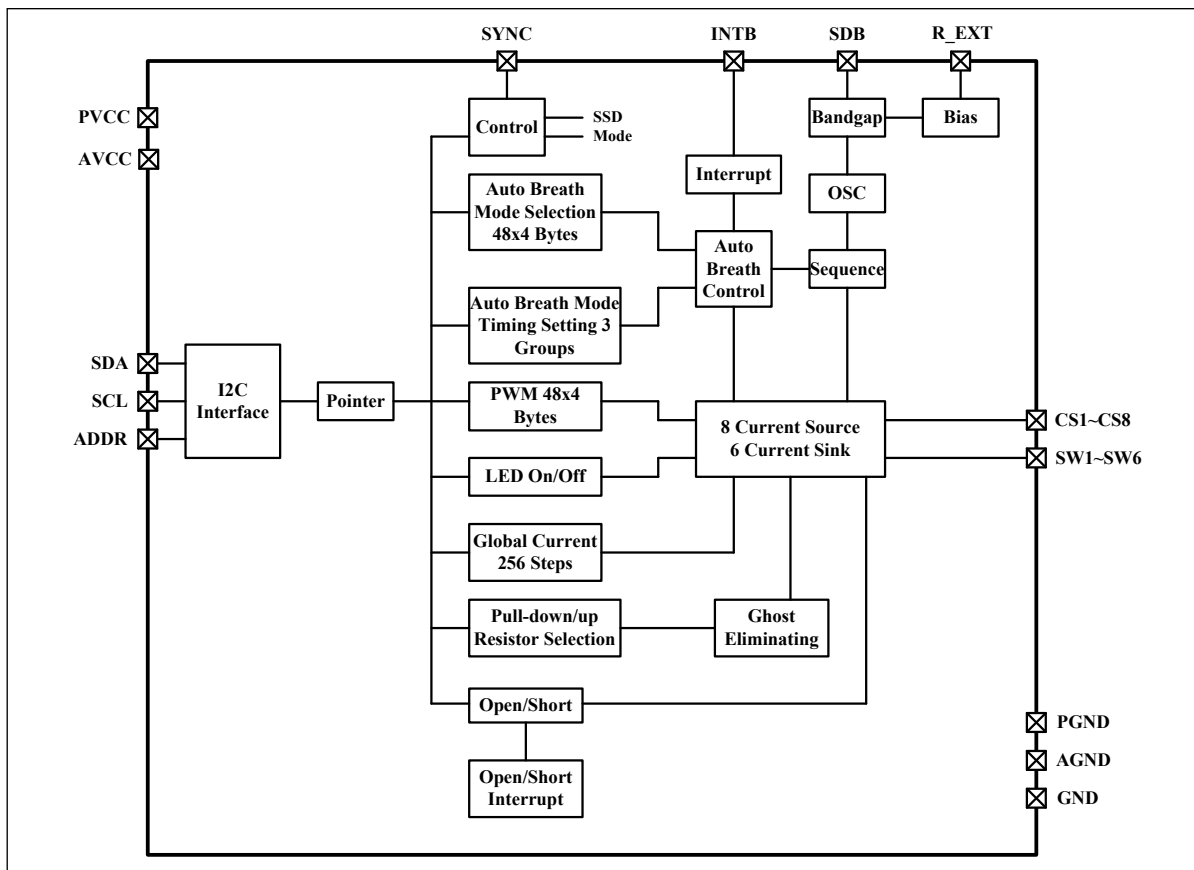 SYNC
INTB
SDB
R_EXT
PVCC
AVCC
Control
SSD
Mode
Bandgap
Bias
Interrupt
OSC
Auto Breath
Mode Selection
48x4 Bytes
Auto
Breath
Control
Sequence
Auto Breath Mode
Timing Setting 3
Groups
SDA
SCL
ADDR
I2C
Interface
Pointer
PWM 48x4
Bytes
8 Current Source
6 Current Sink
CS1~CS8
SW1~SW6
LED On/Off
Global Current
256 Steps
Pull-down/up
Resistor Selection
Ghost
Eliminating
Open/Short
Open/Short
Interrupt
PGND
AGND
GND